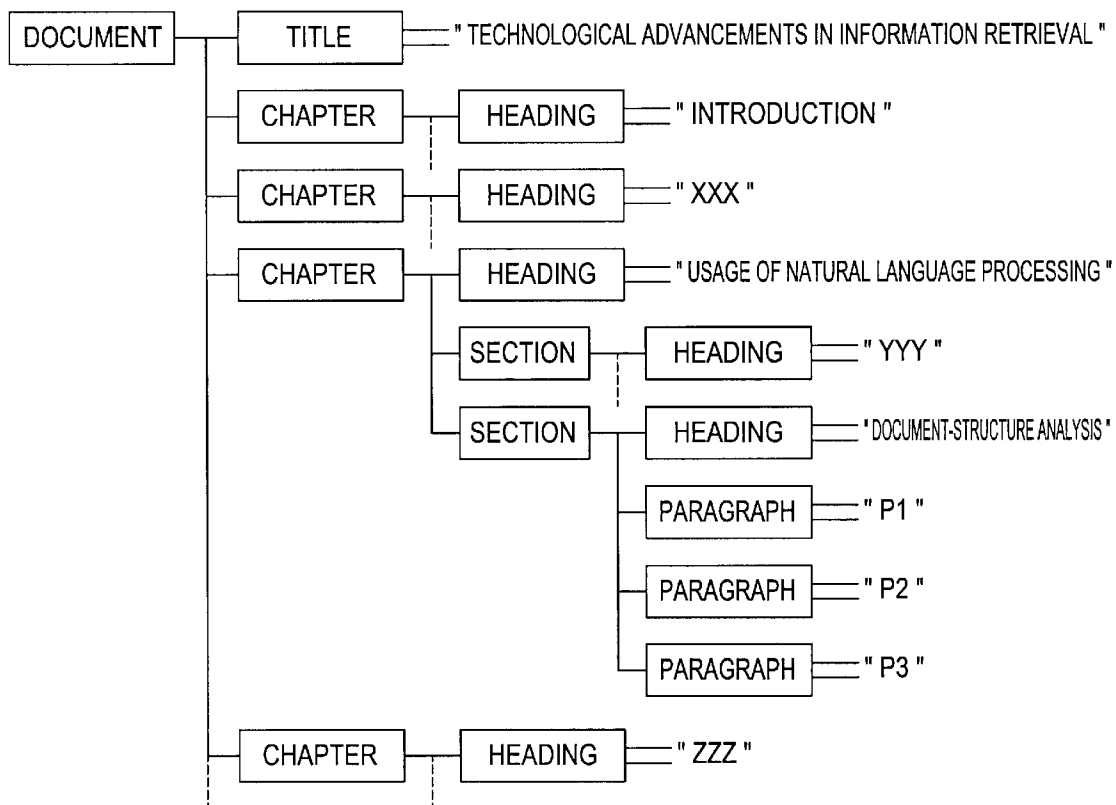 DOCUMENT TITLE " TECHNOLOGICAL ADVANCEMENTS IN INFORMATION RETRIEVAL "
CHAPTER HEADING " INTRODUCTION "
CHAPTER HEADING " XXX "
CHAPTER HEADING " USAGE OF NATURAL LANGUAGE PROCESSING "
SECTION HEADING " YYY "
SECTION HEADING " DOCUMENT-STRUCTURE ANALYSIS "
PARAGRAPH " P1 "
PARAGRAPH " P2 "
PARAGRAPH " P3 "
CHAPTER HEADING " ZZZ "